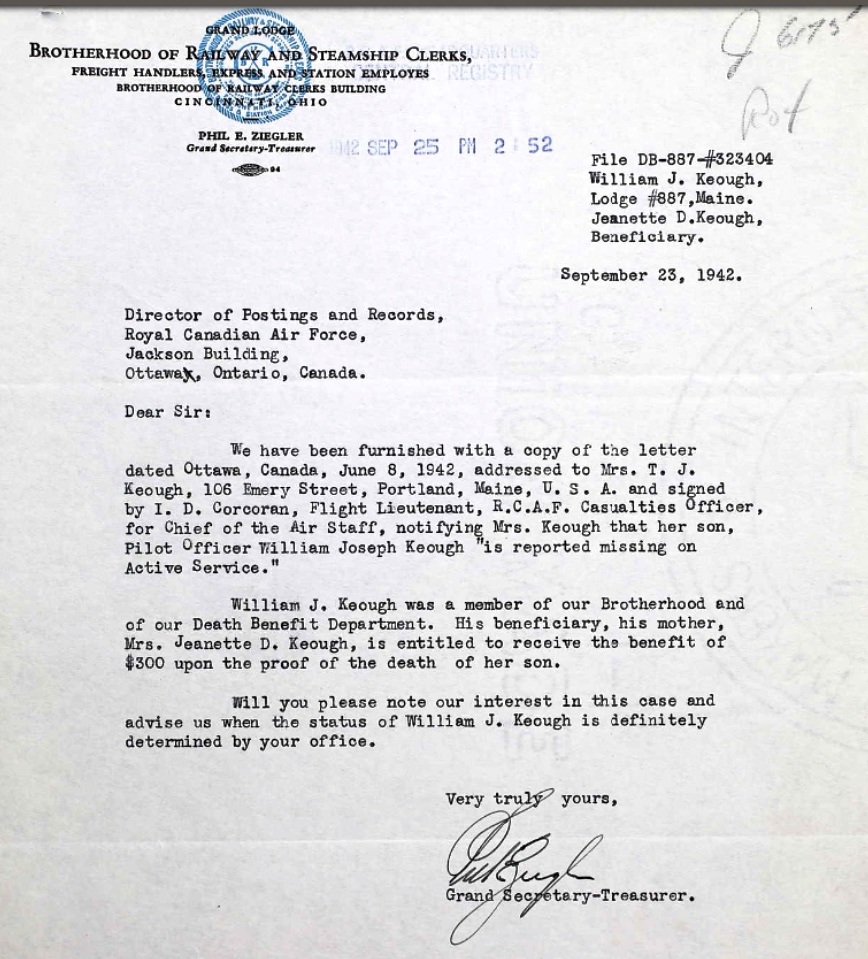 GRAND LODGE
BROTHERHOOD OF RAILWAY AND STEAMSHIP CLERKS,
FREIGHT HANDLERS, EXPRESS AND STATION EMPLOYES
BROTHERHOOD OF RAILWAY CLERKS BUILDING
CINCINNATI, OHIO
PHIL E. ZIEGLER
Grand Secretary-Treasurer
94
HEADQUARTERS
CENTRAL REGISTRY
1942 SEP 25 PM 2 52
File DB-887-#323404
William J. Keough,
Lodge #887,Maine.
Jeanette D.Keough,
Beneficiary.
September 23, 1942.
Director of Postings and Records,
Royal Canadian Air Force,
Jackson Building,
Ottawa, Ontario, Canada.
Dear Sir:
We have been furnished with a copy of the letter
dated Ottawa, Canada, June 8, 1942, addressed to Mrs. T. J.
Keough, 106 Emery Street, Portland, Maine, U. S. A. and signed
by I. D. Corcoran, Flight Lieutenant, R.C.A.F. Casualties Officer,
for Chief of the Air Staff, notifying Mrs. Keough that her son,
Pilot Officer William Joseph Keough "is reported missing on
Active Service."
William J. Keough was a member of our Brotherhood and
of our Death Benefit Department. His beneficiary, his mother,
Mrs. Jeanette D. Keough, is entitled to receive the benefit of
$300 upon the proof of the death of her son.
Will you please note our interest in this case and
advise us when the status of William J. Keough is definitely
determined by your office.
Very truly yours,
Grand Secretary-Treasurer.